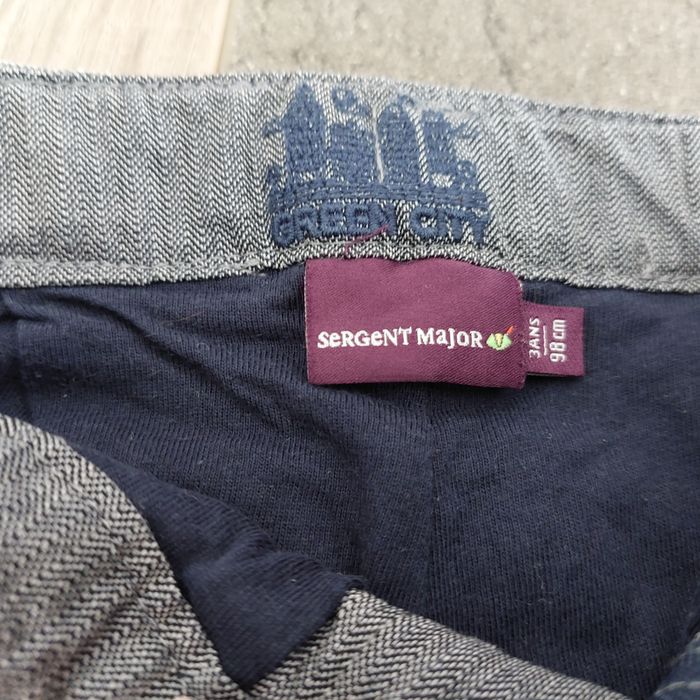 GREEN CITY
SeRGeNT MaJoR
3ANS
98cm